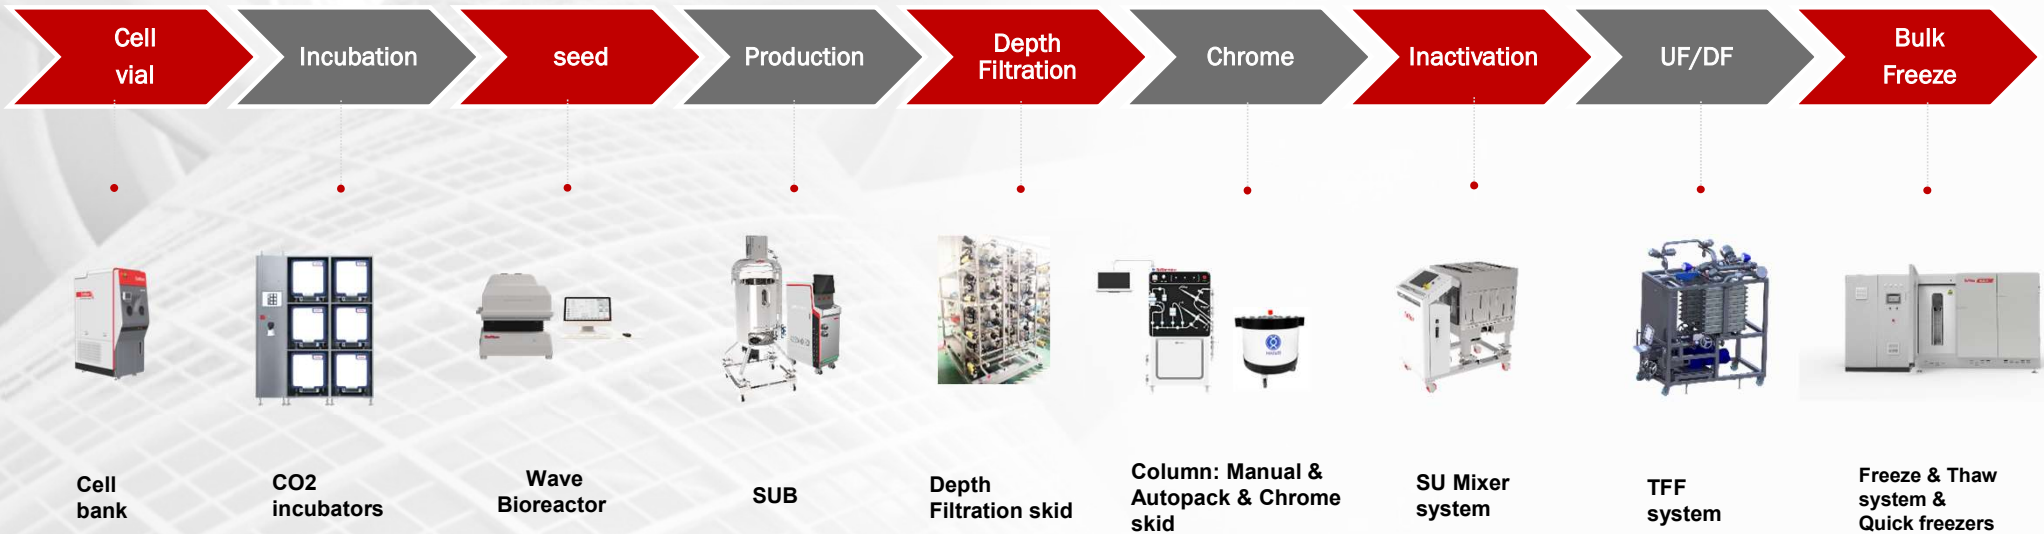 Cell
vial
Incubation
seed
Production
Depth
Filtration
Chrome
Inactivation
UF/DF
Bulk
Freeze
Cell
bank
CO2
incubators
Wave
Bioreactor
SUB
Depth
Filtration skid
Column: Manual &
Autopack & Chrome
skid
SU Mixer
system
TFF
system
Freeze & Thaw
system &
Quick freezers